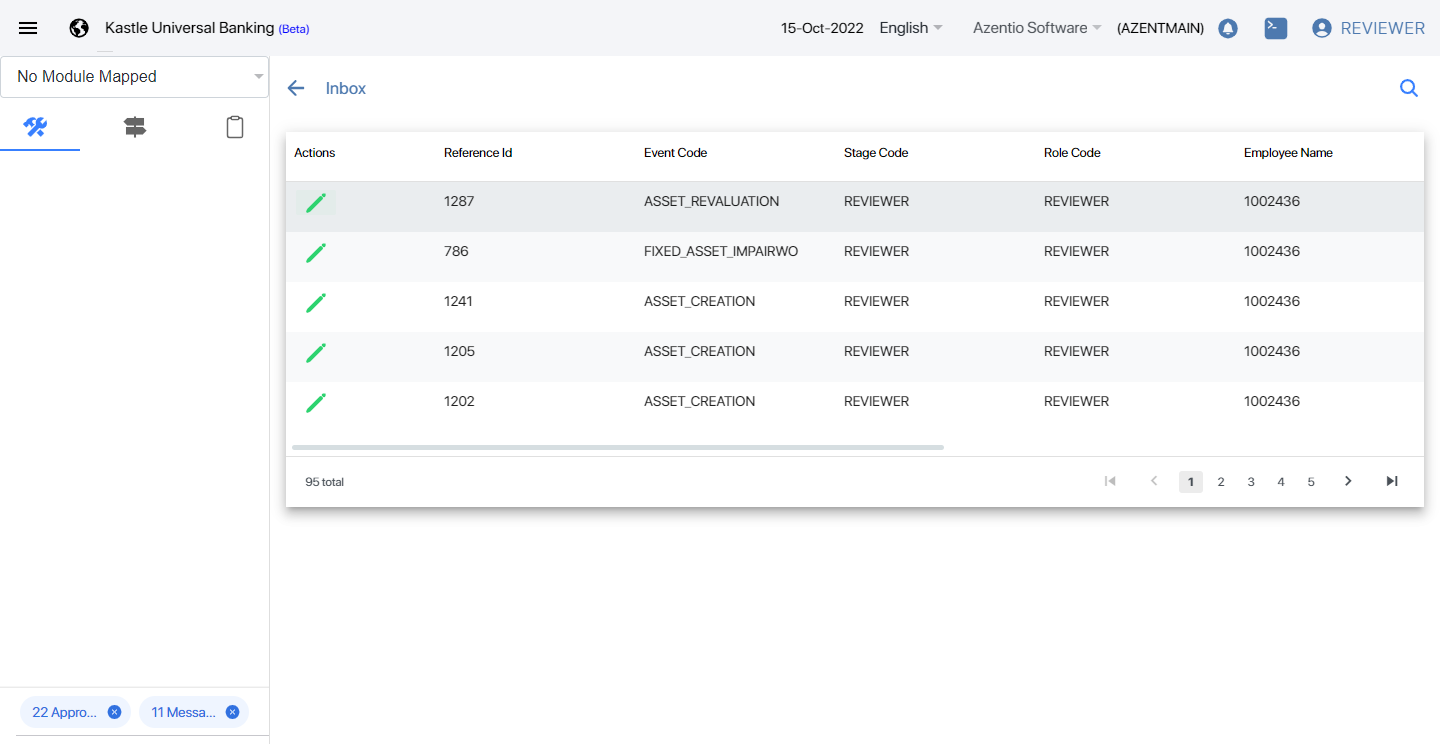 Kastle Universal Banking (Beta) 15-Oct-2022 English Azentio Software (AZENTMAIN) REVIEWER
No Module Mapped
Inbox
Actions Reference Id Event Code Stage Code Role Code Employee Name
1287 ASSET_REVALUATION REVIEWER REVIEWER 1002436
786 FIXED_ASSET_IMPAIRWO REVIEWER REVIEWER 1002436
1241 ASSET_CREATION REVIEWER REVIEWER 1002436
1205 ASSET_CREATION REVIEWER REVIEWER 1002436
1202 ASSET_CREATION REVIEWER REVIEWER 1002436
95 total 1 2 3 4 5
22 Appro... 11 Messa...